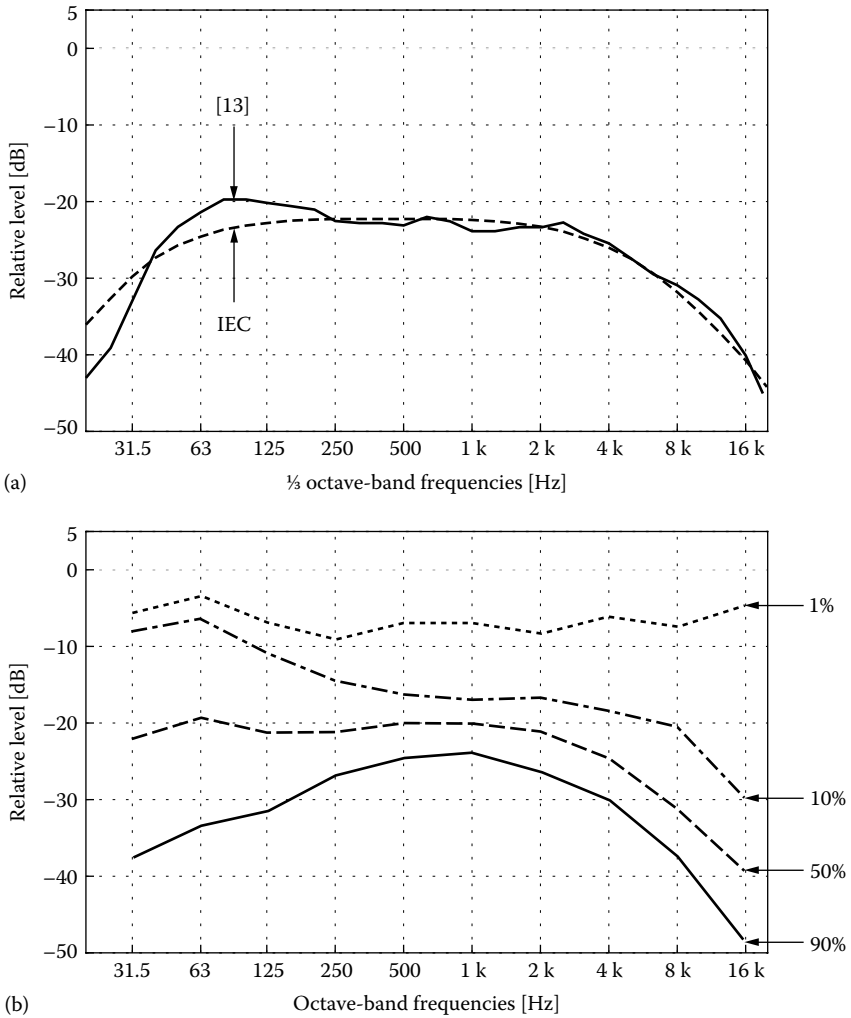 5
0
[13]
−10
Relative level [dB]
−20
−30
IEC
−40
−50
31.5 63 125 250 500 1 k 2 k 4 k 8 k 16 k
(a) ⅓ octave-band frequencies [Hz]
5
0
1%
−10
Relative level [dB]
−20
−30
10%
−40
50%
−50
90%
31.5 63 125 250 500 1 k 2 k 4 k 8 k 16 k
(b) Octave-band frequencies [Hz]